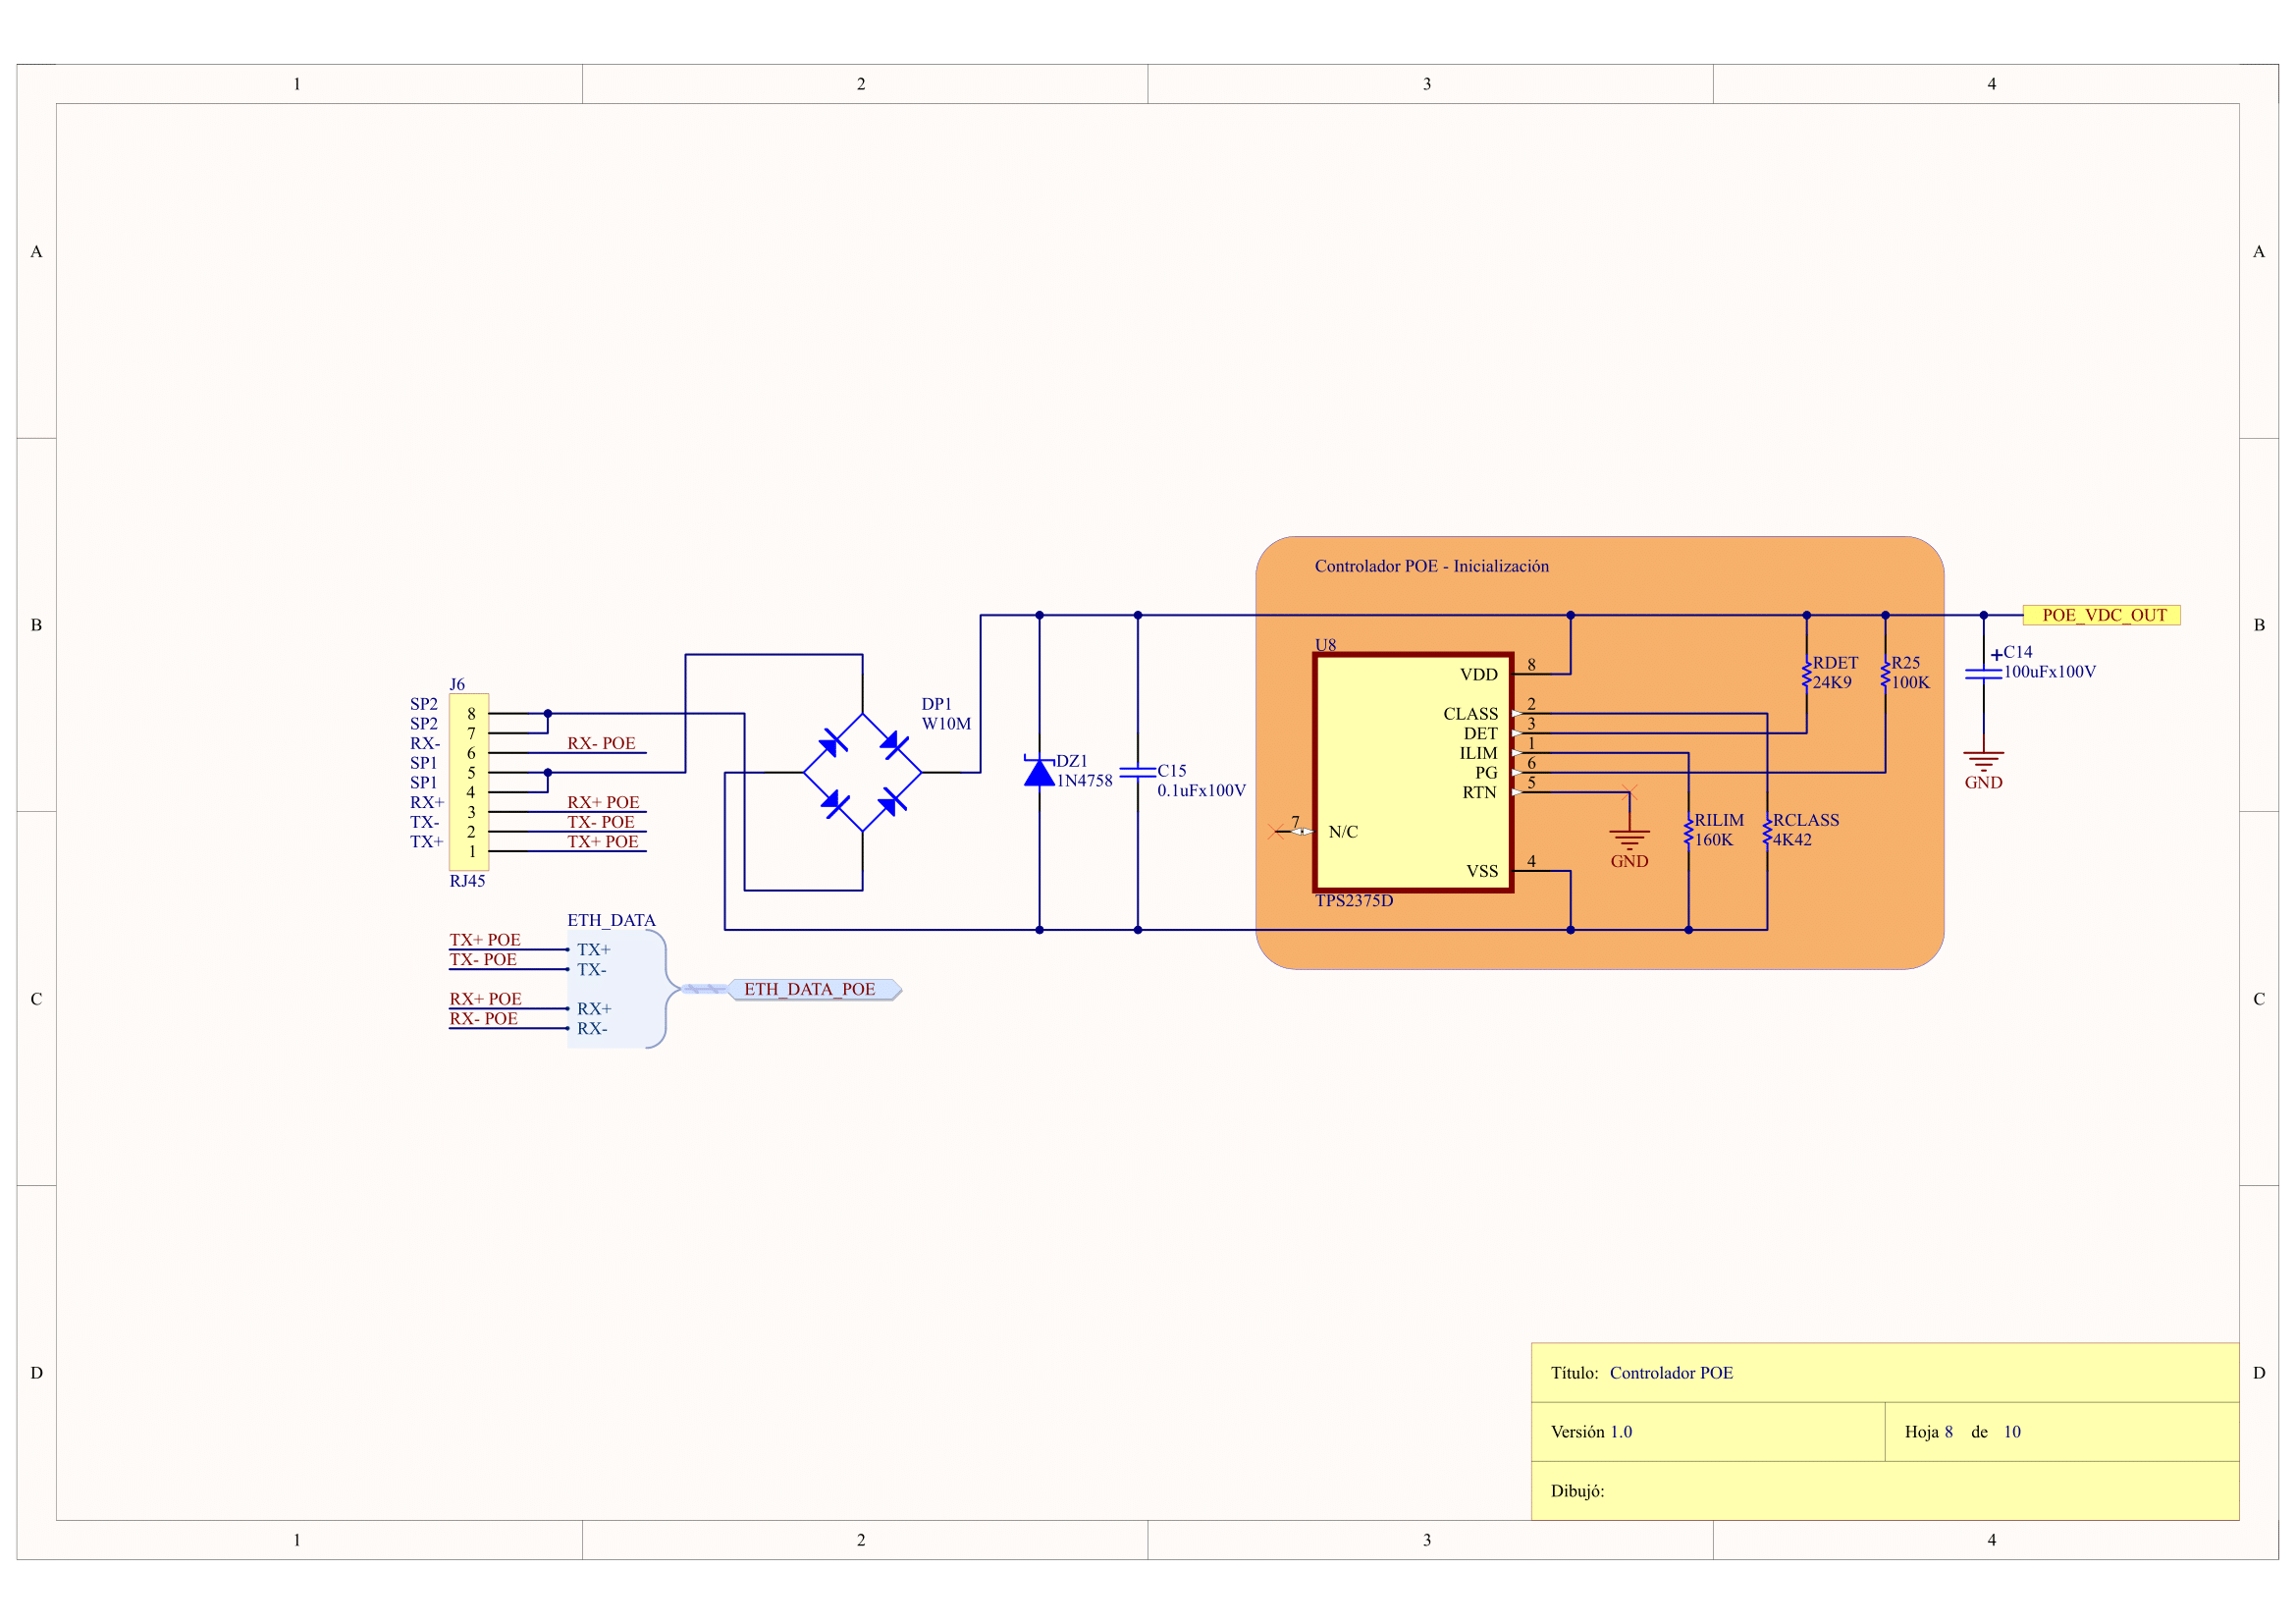 1 2 3 4
A A
B B
C C
D D
Controlador POE - Inicialización
POE_VDC_OUT
U8
VDD 8
CLASS 2
DET 3
ILIM 1
PG 6
RTN 5
7 N/C
VSS 4
TPS2375D
GND
RDET
24K9
R25
100K
+
C14
100uFx100V
GND
RILIM
160K
RCLASS
4K42
J6
SP2 8
SP2 7
RX- 6 RX- POE
SP1 5
SP1 4
RX+ 3 RX+ POE
TX- 2 TX- POE
TX+ 1 TX+ POE
RJ45
DP1
W10M
DZ1
1N4758
C15
0.1uFx100V
ETH_DATA
TX+ POE TX+
TX- POE TX-
RX+ POE RX+
RX- POE RX-
ETH_DATA_POE
Título: Controlador POE
Versión 1.0 Hoja 8 de 10
Dibujó:
1 2 3 4